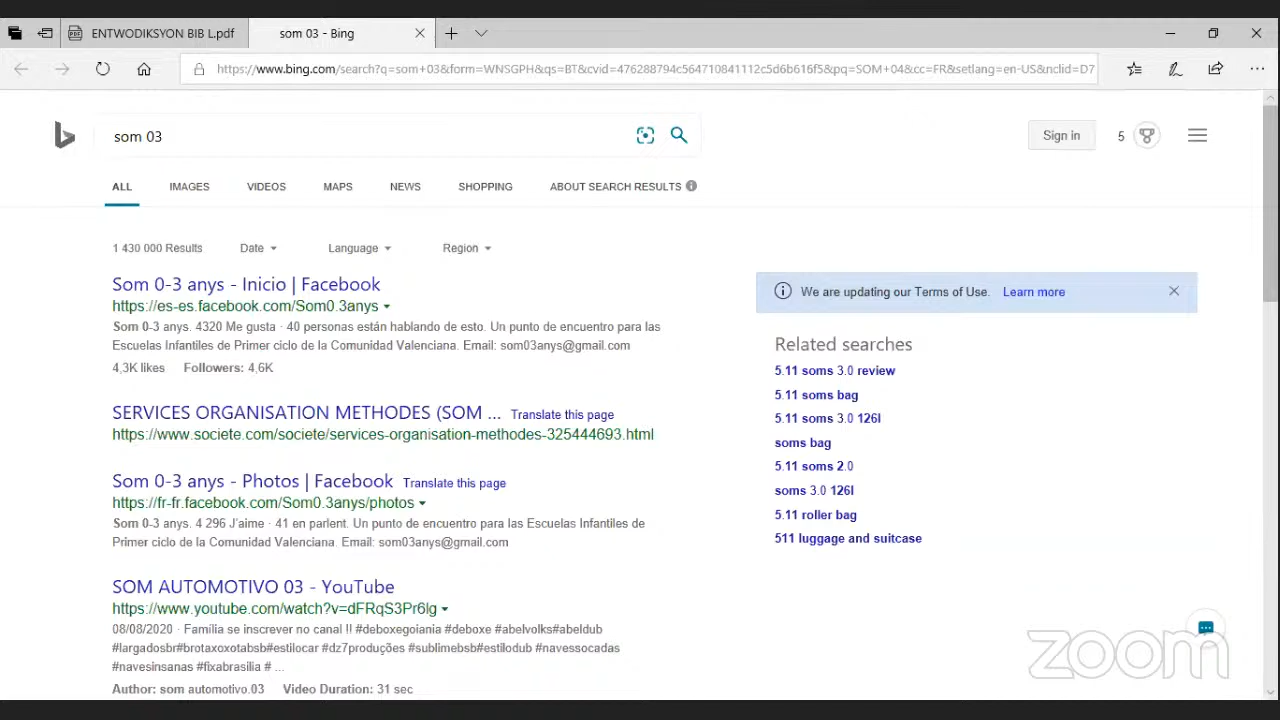 ENTWODIKSYON BIB L.pdf
som 03 - Bing
https://www.bing.com/search?q=som+03&form=WNSGPH&qs=BT&cvid=476288794c564710841112c5d6b616f5&pq=SOM+04&cc=FR&setlang=en-US&nclid=D7
som 03
Sign in
5
ALL
IMAGES
VIDEOS
MAPS
NEWS
SHOPPING
ABOUT SEARCH RESULTS
1 430 000 Results
Date
Language
Region
Som 0-3 anys - Inicio | Facebook
https://es-es.facebook.com/Som0.3anys
Som 0-3 anys. 4320 Me gusta · 40 personas están hablando de esto. Un punto de encuentro para las
Escuelas Infantiles de Primer ciclo de la Comunidad Valenciana. Email: som03anys@gmail.com
4,3K likes Followers: 4,6K
SERVICES ORGANISATION METHODES (SOM ... Translate this page
https://www.societe.com/societe/services-organisation-methodes-325444693.html
Som 0-3 anys - Photos | Facebook Translate this page
https://fr-fr.facebook.com/Som0.3anys/photos
Som 0-3 anys. 4 296 J'aime · 41 en parlent. Un punto de encuentro para las Escuelas Infantiles de
Primer ciclo de la Comunidad Valenciana. Email: som03anys@gmail.com
SOM AUTOMOTIVO 03 - YouTube
https://www.youtube.com/watch?v=dFRqS3Pr6lg
08/08/2020 · Família se inscrever no canal !! #deboxegoiania #deboxe #abelvolks#abeldub
#largadosbr#brotaxoxotabsb#estilocar #dz7produções #sublimebsb#estilodub #navessocadas
#navesinsanas #fixabrasilia # ...
Author: som automotivo.03 Video Duration: 31 sec
We are updating our Terms of Use. Learn more
Related searches
5.11 soms 3.0 review
5.11 soms bag
5.11 soms 3.0 126l
soms bag
5.11 soms 2.0
soms 3.0 126l
5.11 roller bag
511 luggage and suitcase
zoom